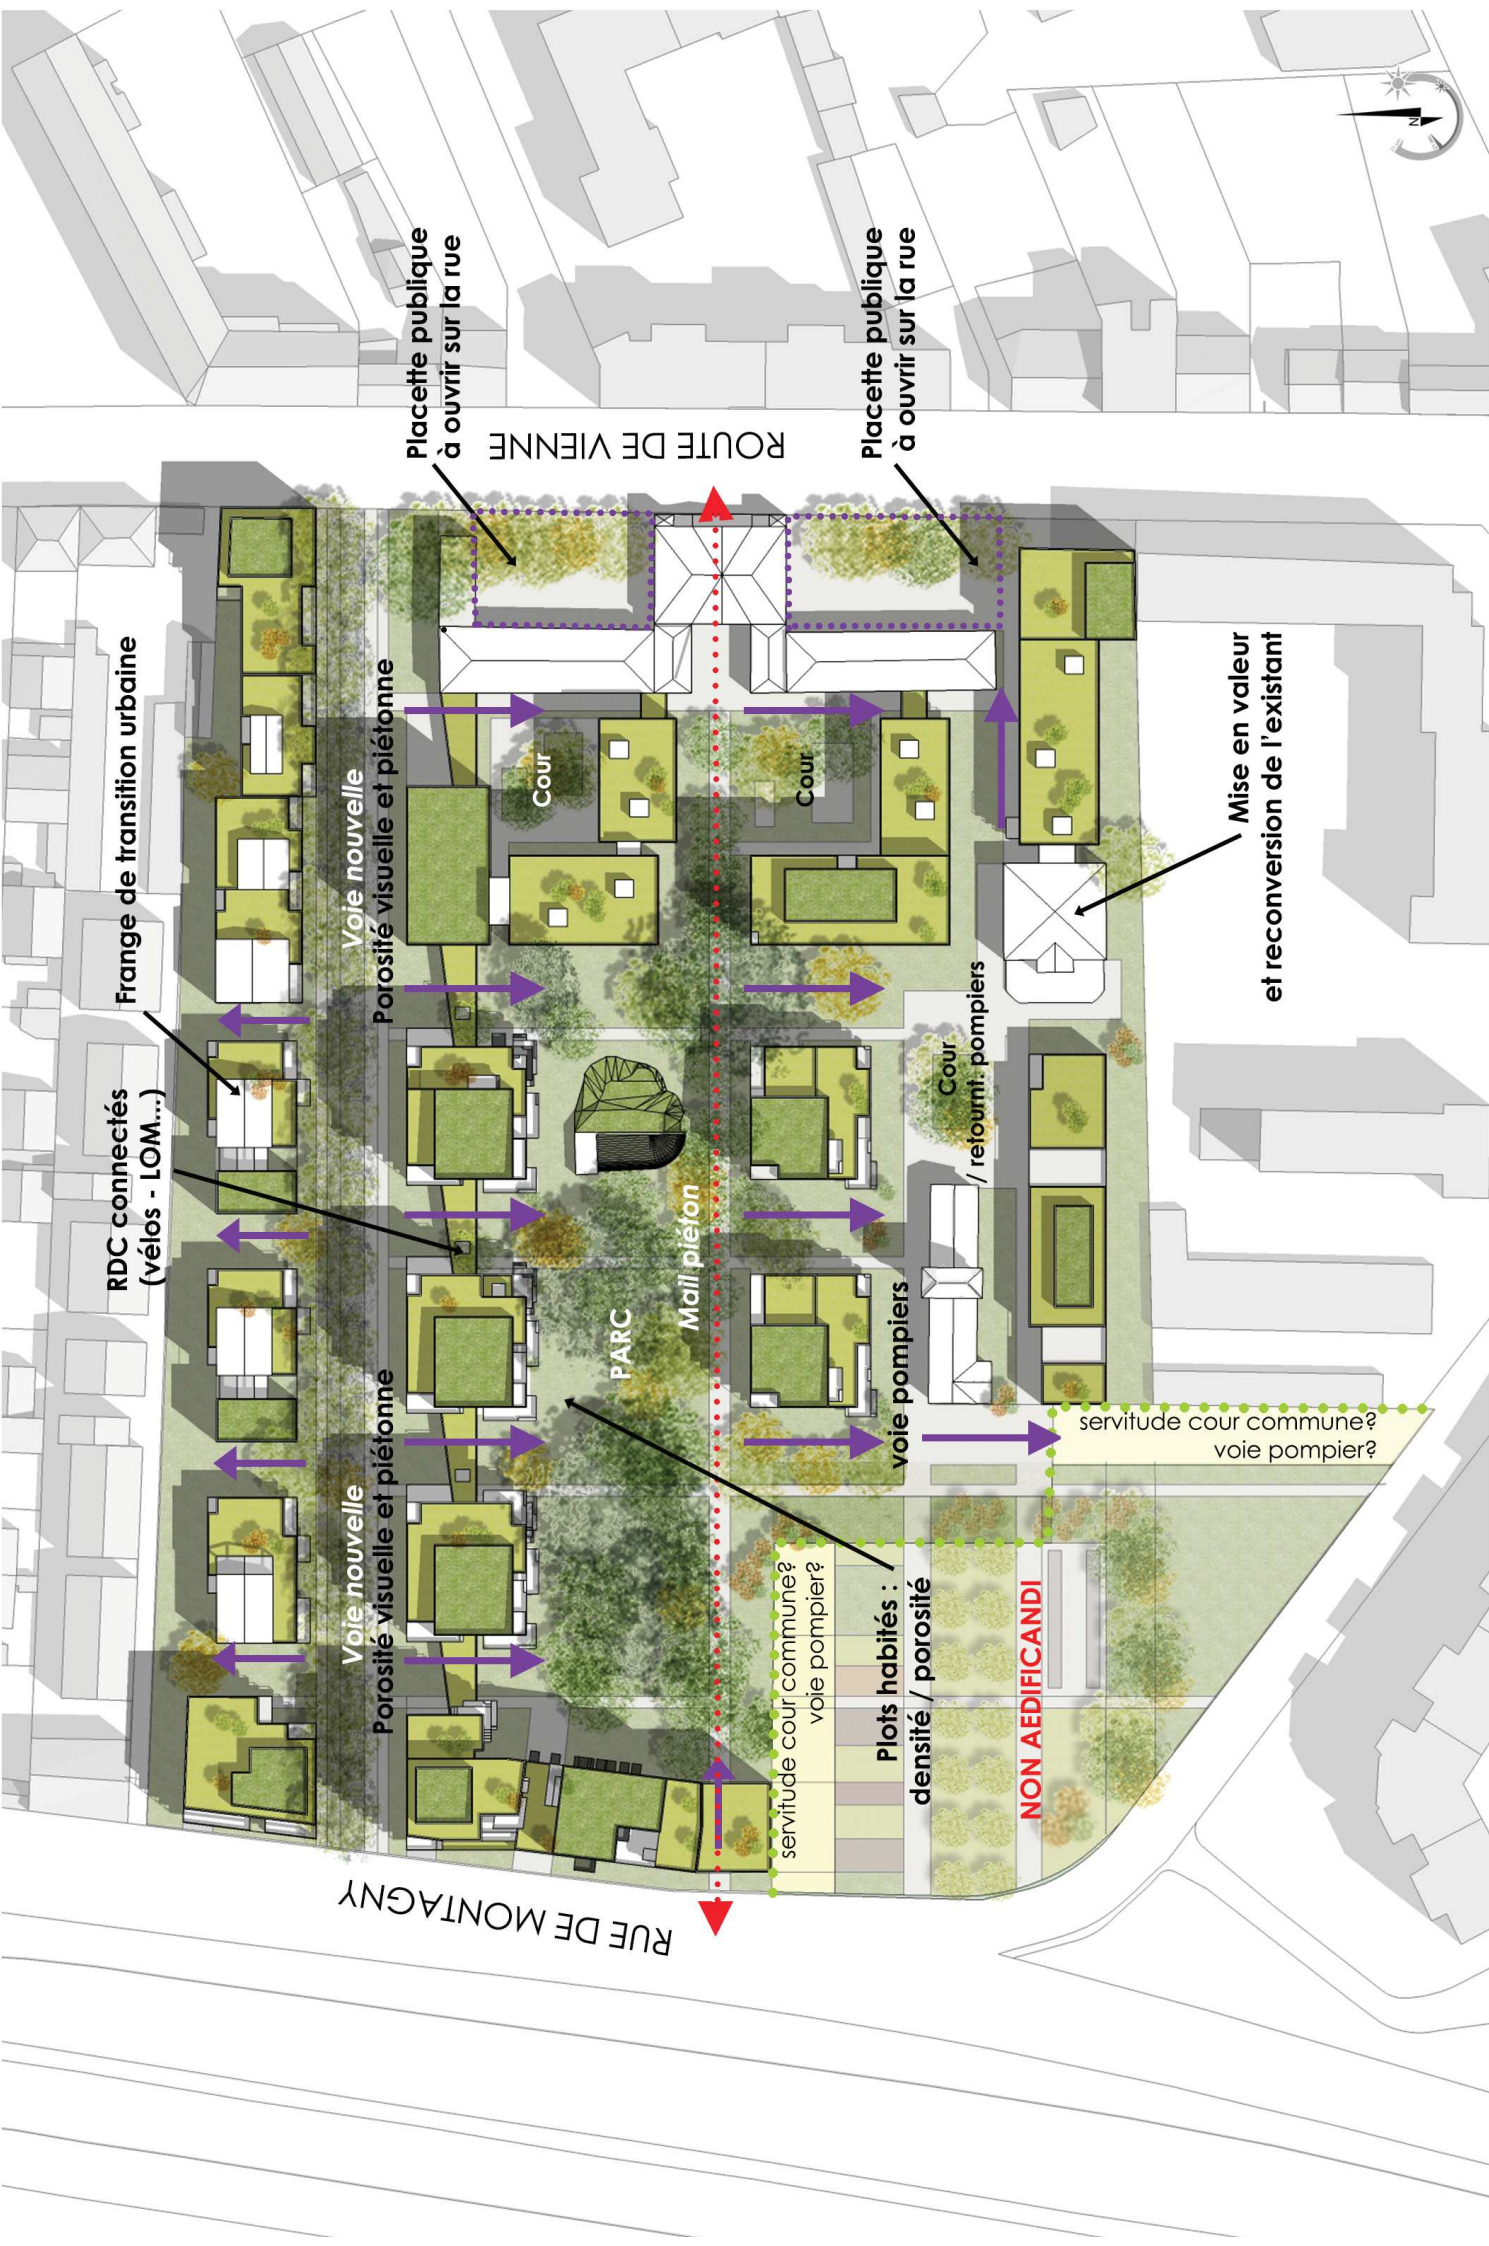 Frange de transition urbaine
RDC connectés
(vélos - LOM...)
Voie nouvelle
Porosité visuelle et piétonne
Voie nouvelle
Porosité visuelle et piétonne
Placette publique
à ouvrir sur la rue
ROUTE DE VIENNE
Placette publique
à ouvrir sur la rue
Cour
Cour
Mise en valeur
et reconversion de l'existant
Cour
/ retournt. pompiers
PARC
Mail piéton
voie pompiers
servitude cour commune?
voie pompier?
servitude cour commune?
voie pompier?
Plots habités :
densité / porosité
NON AEDIFICANDI
RUE DE MONTAGNY
N